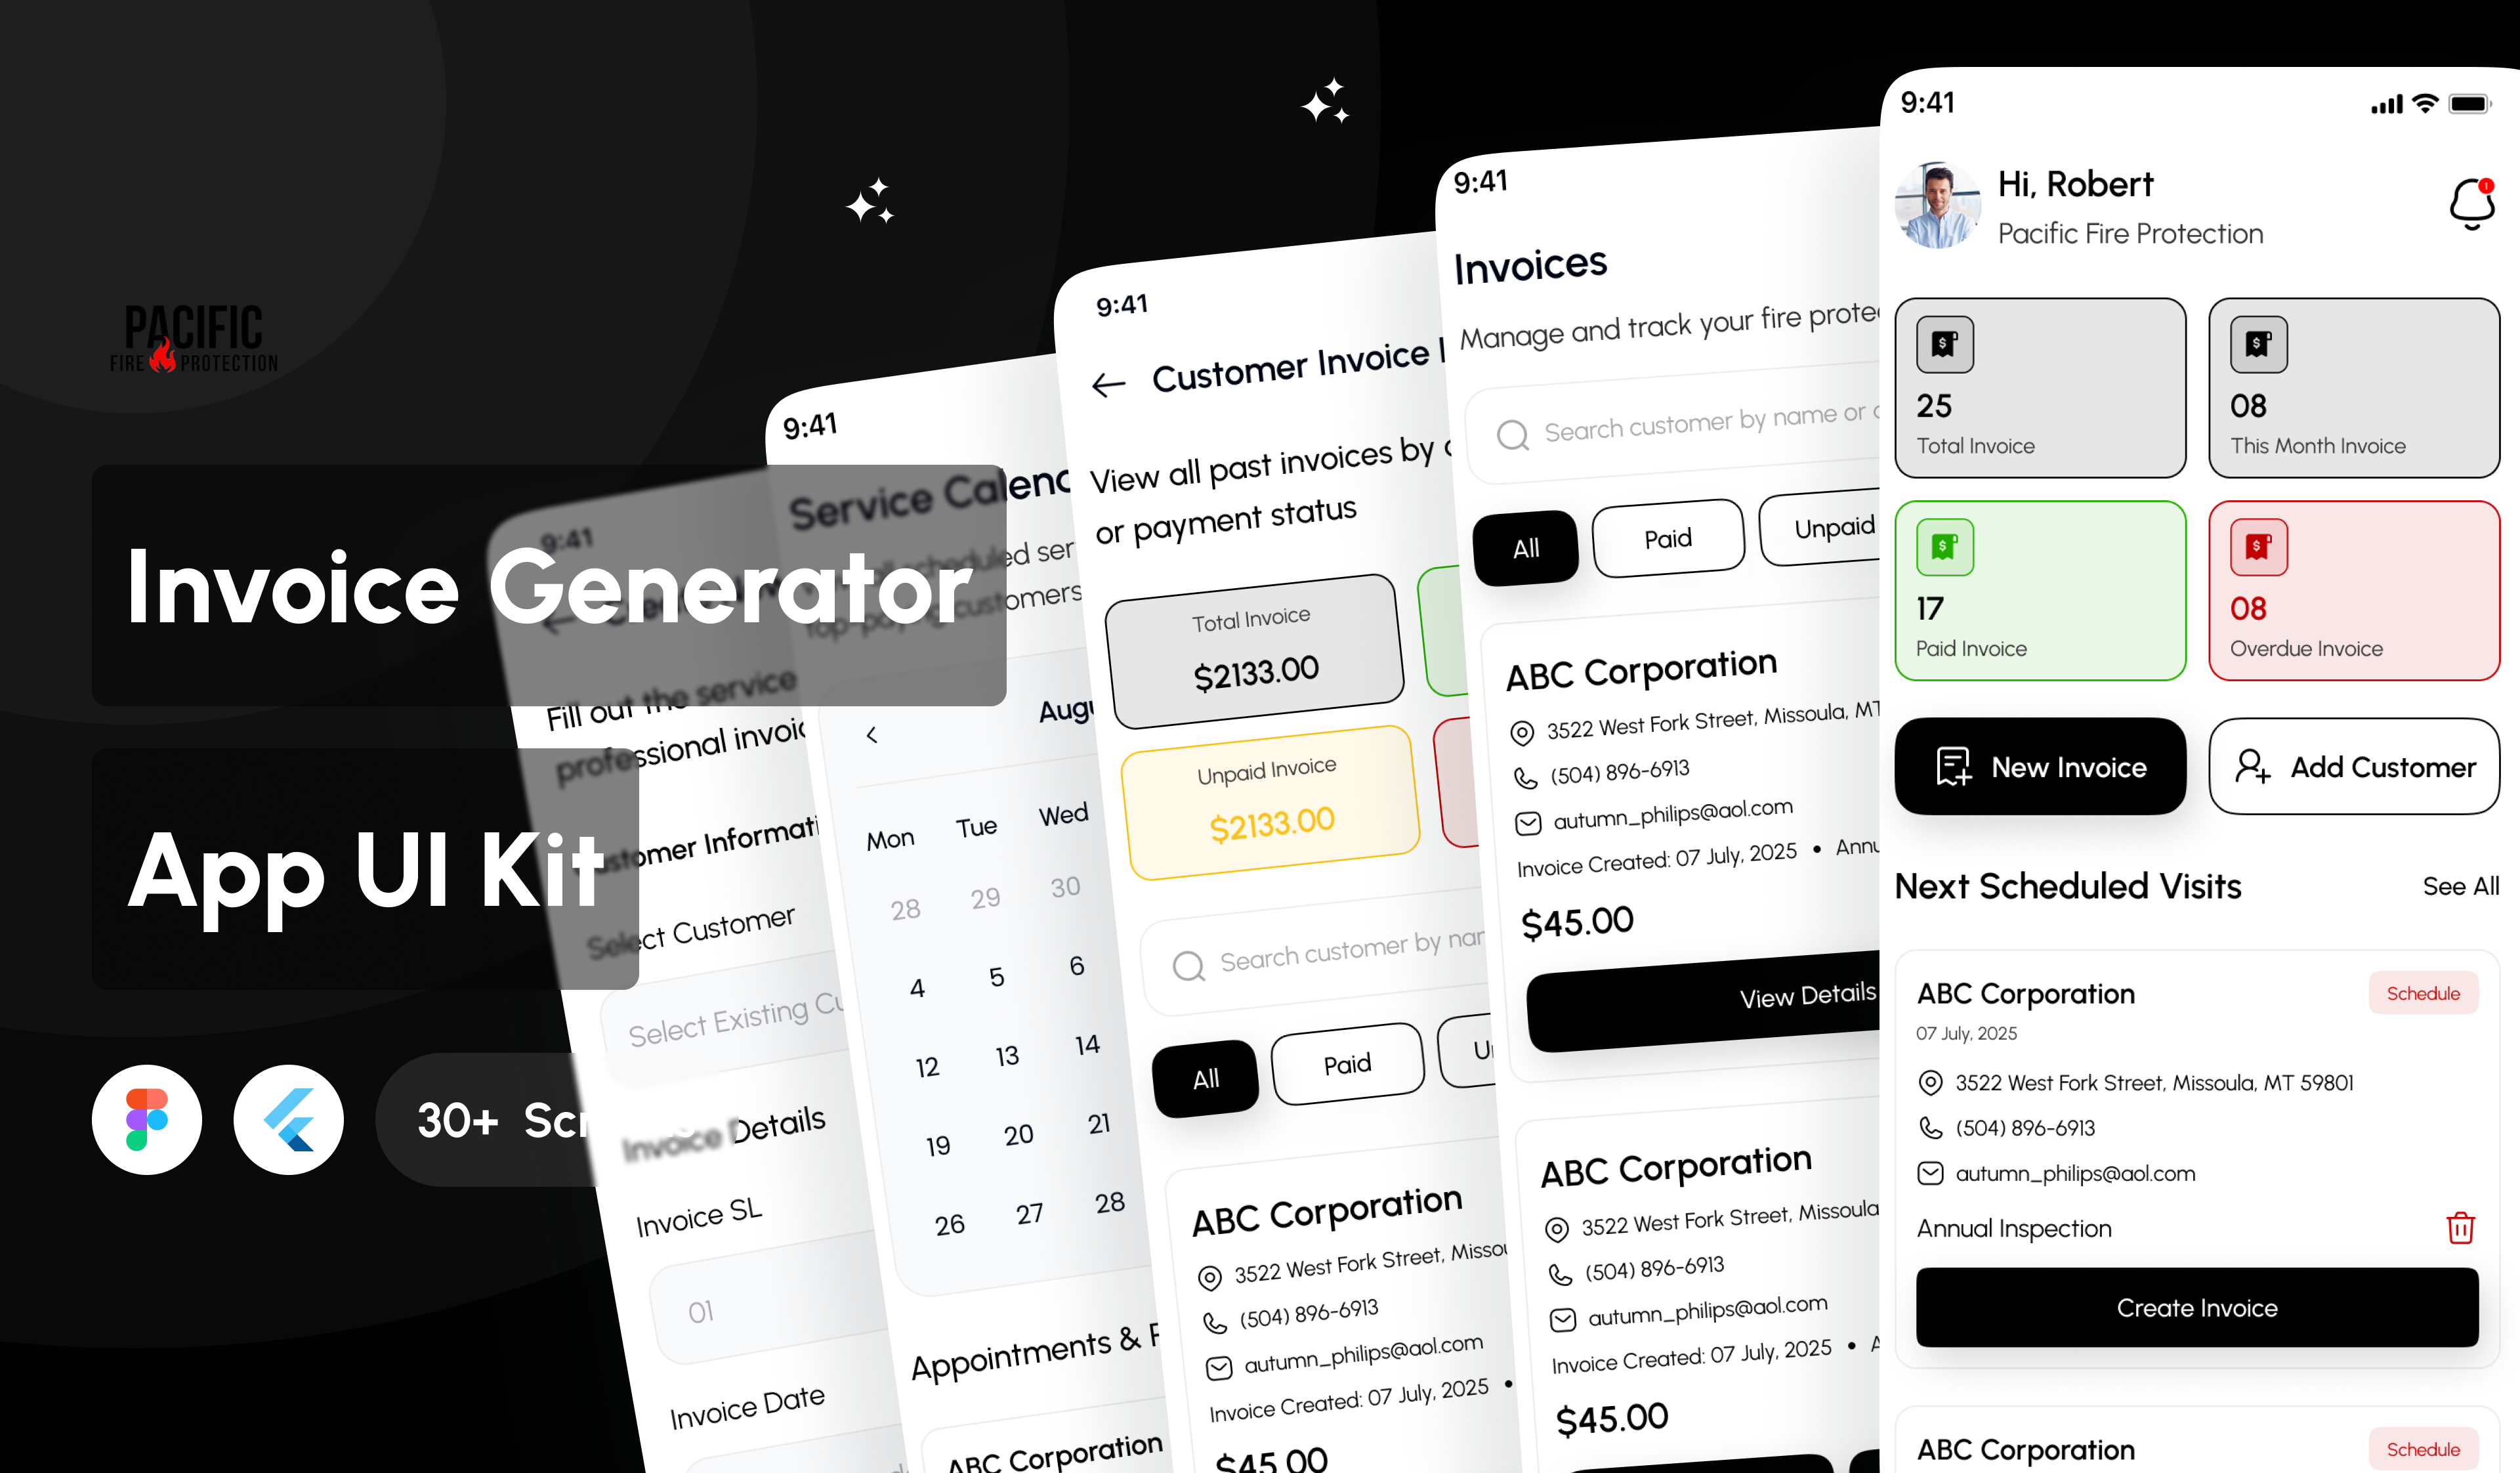 PACIFIC
FIRE PROTECTION
Invoice Generator
App UI Kit
30+
9:41
Fill out the service
professional
Customer
Select Customer
Select Existing
Invoice Details
Invoice SL
01
Invoice Date
9:41
Service
customers
Mon Tue Wed
28 29 30
4 5 6
12 13 14
19 20 21
26 27 28
Appointments &
ABC Corporation
9:41
Customer Invoice
View all past invoices by
or payment status
Total Invoice
$2133.00
Unpaid Invoice
$2133.00
Search customer by
All Paid
ABC Corporation
3522 West Fork Street,
(504) 896-6913
autumn_philips@aol.com
Invoice Created: 07 July, 2025 •
$45.00
9:41
Invoices
Manage and track your fire
Search customer by name or
All Paid Unpaid
ABC Corporation
3522 West Fork Street, Missoula, MT
(504) 896-6913
autumn_philips@aol.com
Invoice Created: 07 July, 2025 •
$45.00
View Details
ABC Corporation
3522 West Fork Street, Missoula
(504) 896-6913
autumn_philips@aol.com
Invoice Created: 07 July, 2025 •
$45.00
9:41
Hi, Robert
Pacific Fire Protection
1
25
Total Invoice
08
This Month Invoice
17
Paid Invoice
08
Overdue Invoice
New Invoice
Add Customer
Next Scheduled Visits See All
ABC Corporation Schedule
07 July, 2025
3522 West Fork Street, Missoula, MT 59801
(504) 896-6913
autumn_philips@aol.com
Annual Inspection
Create Invoice
ABC Corporation Schedule